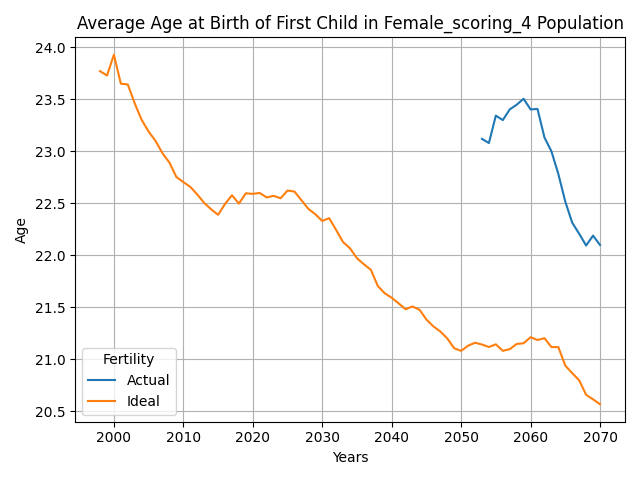 Average Age at Birth of First Child in Female_scoring_4 Population
24.0
23.5
23.0
22.5
22.0
21.5
21.0
20.5
Age
Fertility
Actual
Ideal
2000 2010 2020 2030 2040 2050 2060 2070
Years